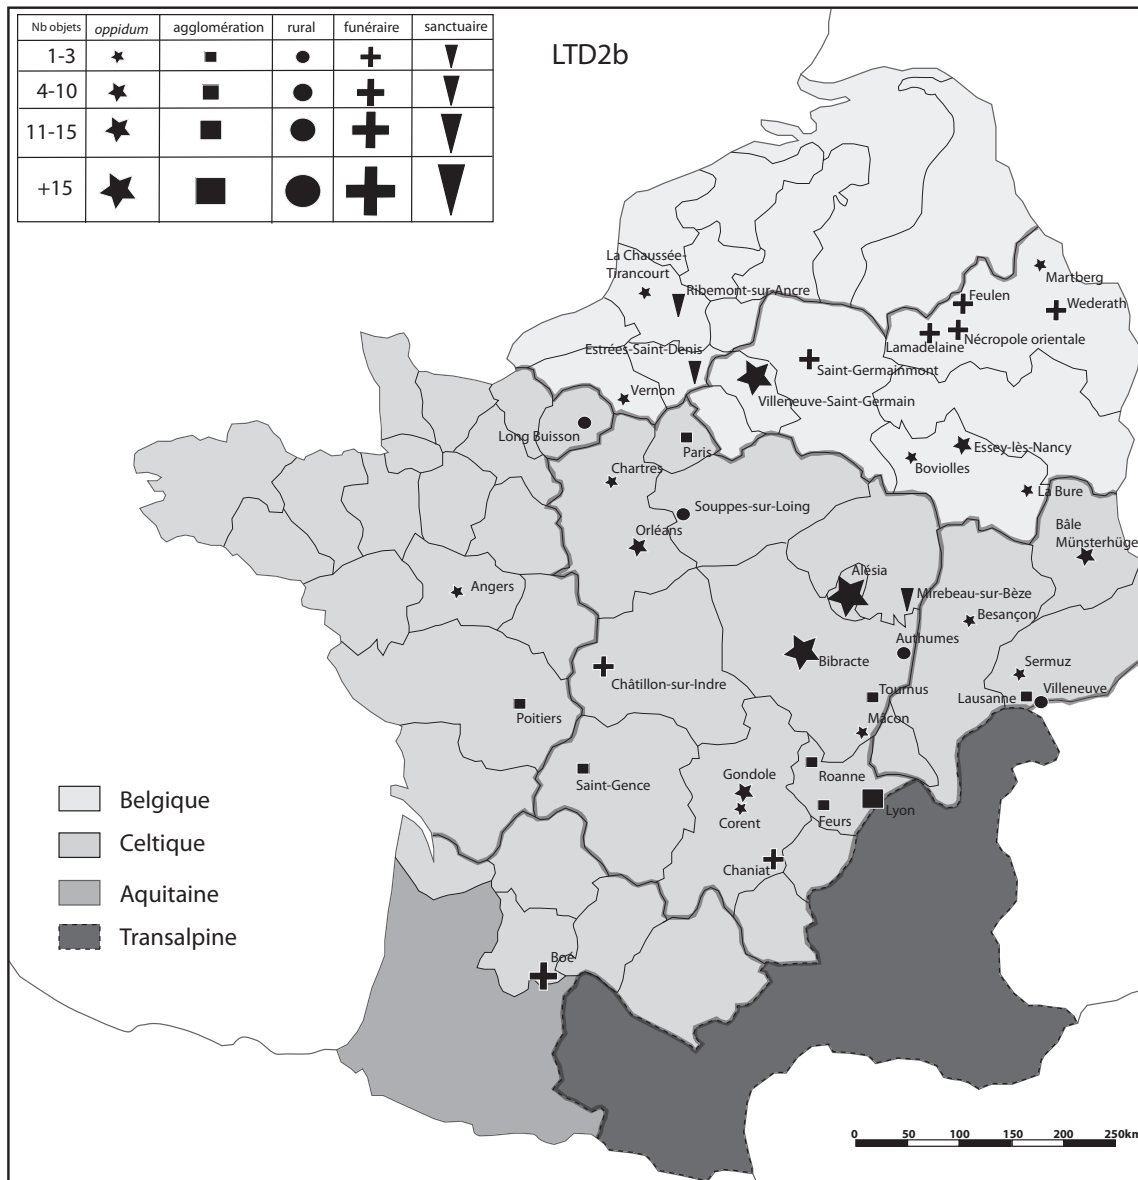 Nb objets oppidum agglomération rural funéraire sanctuaire
1-3
4-10
11-15
+15
LTD2b
La Chaussée-
Tirancourt
Ribemont-sur-Ancre
Martberg
Feulen
Wederath
Lamadelaine
Nécropole orientale
Estrées-Saint-Denis
Saint-Germainmont
Vernon
Villeneuve-Saint-Germain
Long Buisson
Paris
Essey-lès-Nancy
Boviolles
Chartres
La Bure
Souppes-sur-Loing
Orléans
Bâle
Münsterhügel
Alésia
Angers
Mirebeau-sur-Bèze
Besançon
Authumes
Bibracte
Sermuz
Châtillon-sur-Indre
Tournus
Lausanne
Villeneuve
Poitiers
Mâcon
Saint-Gence
Gondole
Roanne
Corent
Feurs
Lyon
Chaniat
Boé
Belgique
Celtique
Aquitaine
Transalpine
0 50 100 150 200 250km